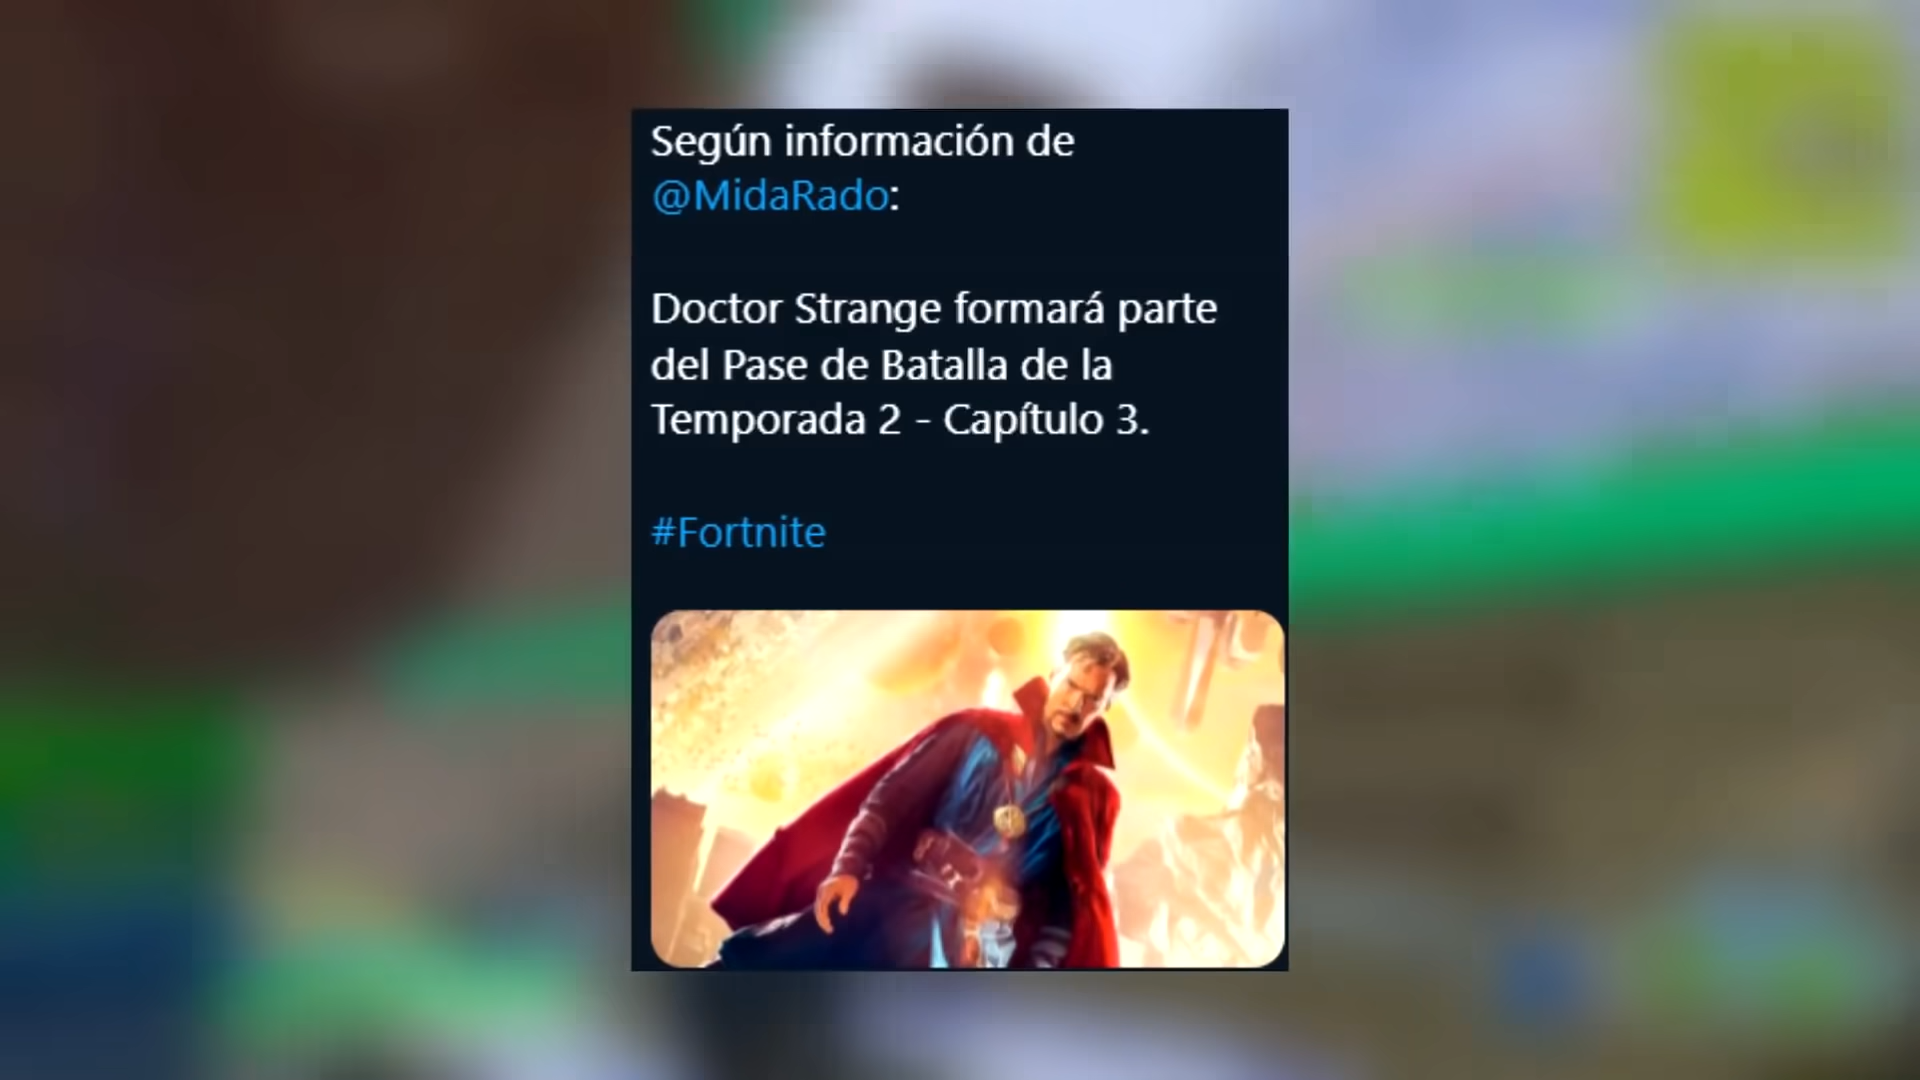 Según información de
@MidaRado:
Doctor Strange formará parte
del Pase de Batalla de la
Temporada 2 - Capítulo 3.
#Fortnite